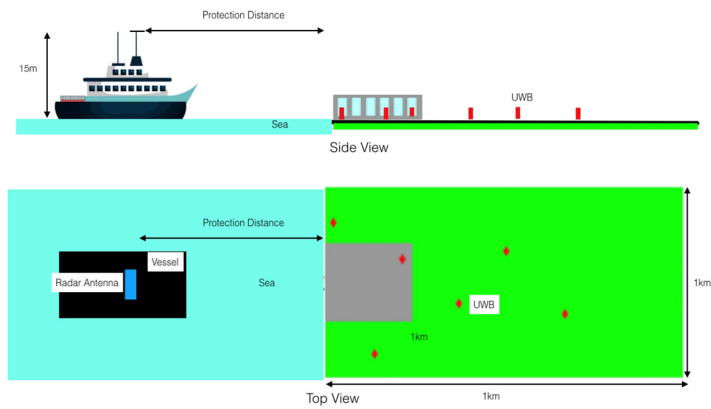 Protection Distance
15m
UWB
Sea
Side View
Protection Distance
Vessel
Radar Antenna
Sea
UWB
1km
1km
1km
Top View